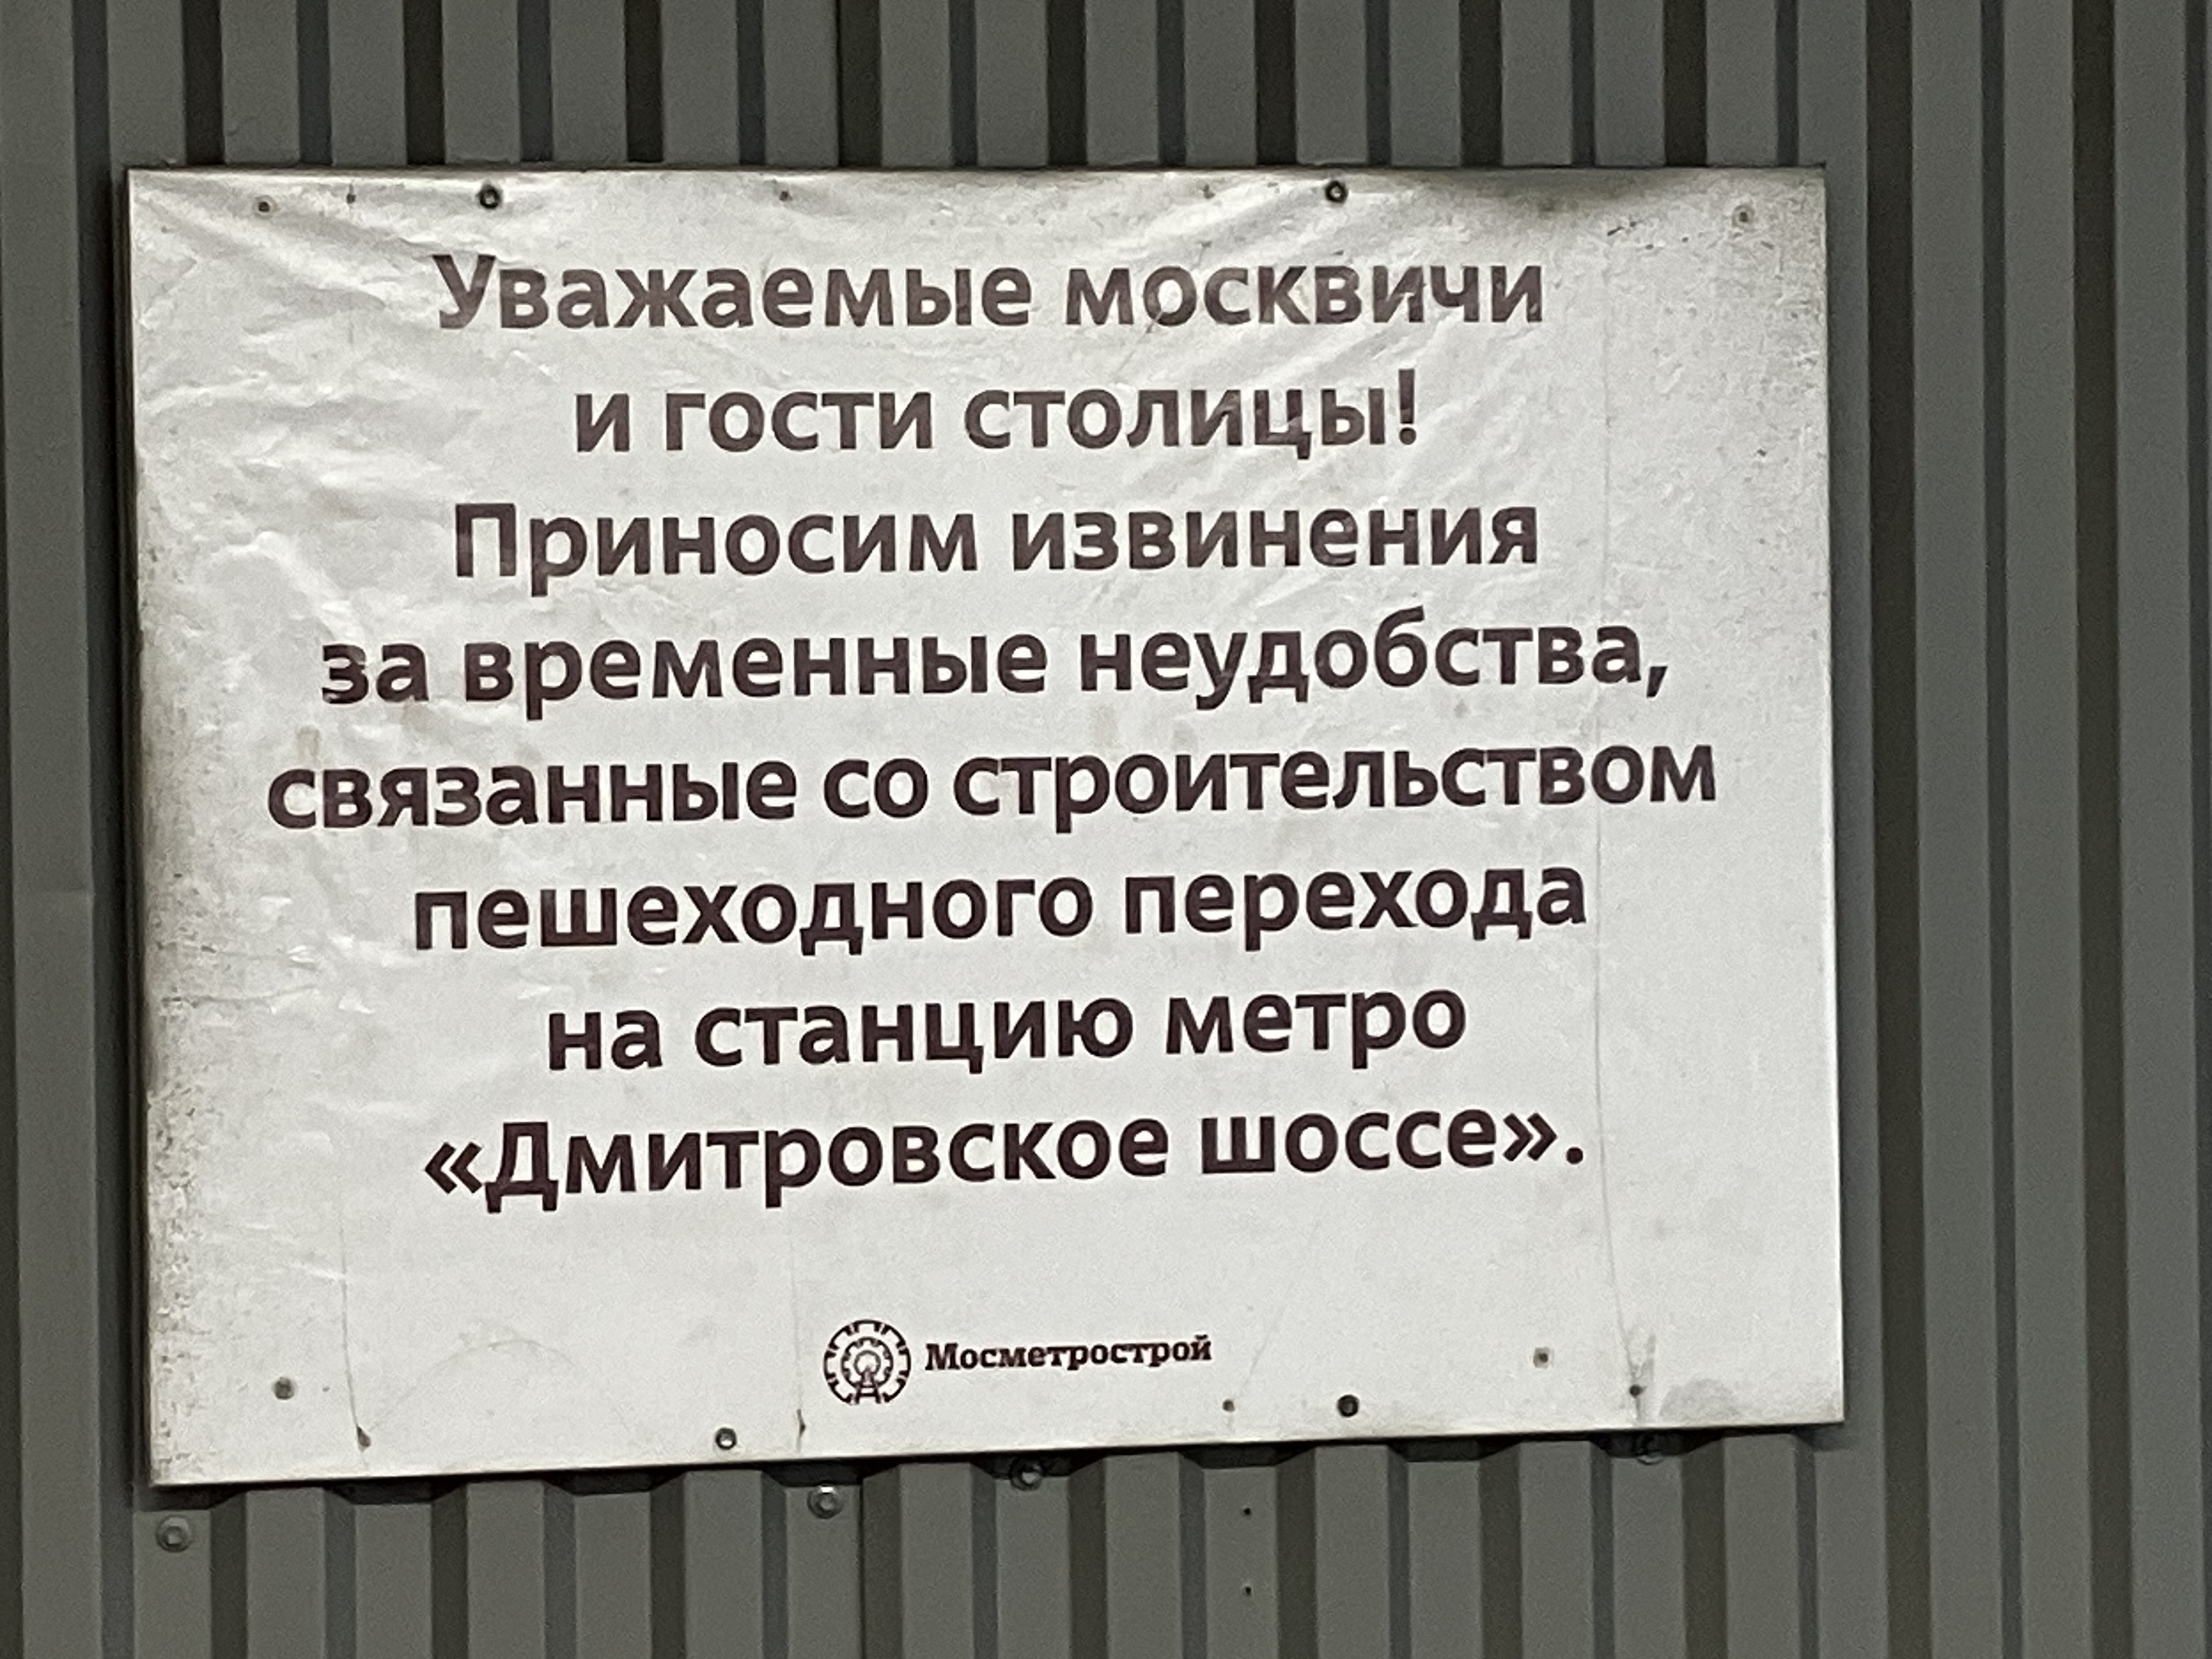 Уважаемые москвичи
и гости столицы!
Приносим извинения
за временные неудобства,
связанные со строительством
пешеходного перехода
на станцию метро
«Дмитровское шоссе».
Мосметрострой